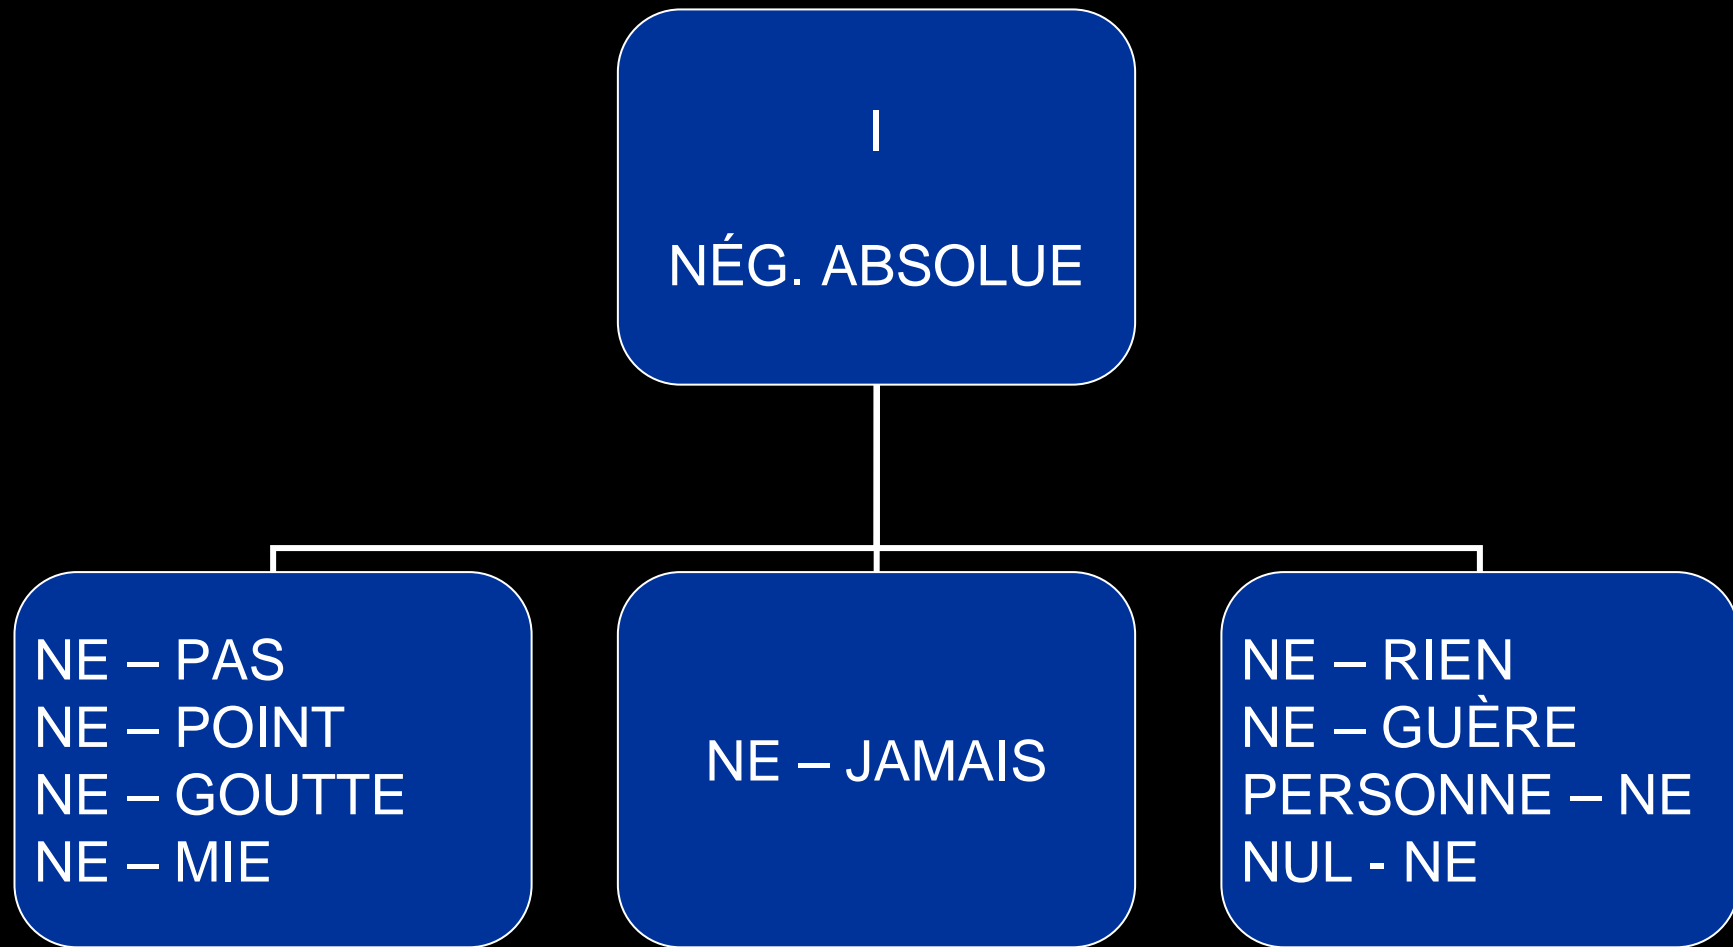 I
NÉG. ABSOLUE
NE – PAS
NE – POINT
NE – GOUTTE
NE – MIE
NE – JAMAIS
NE – RIEN
NE – GUÈRE
PERSONNE – NE
NUL - NE